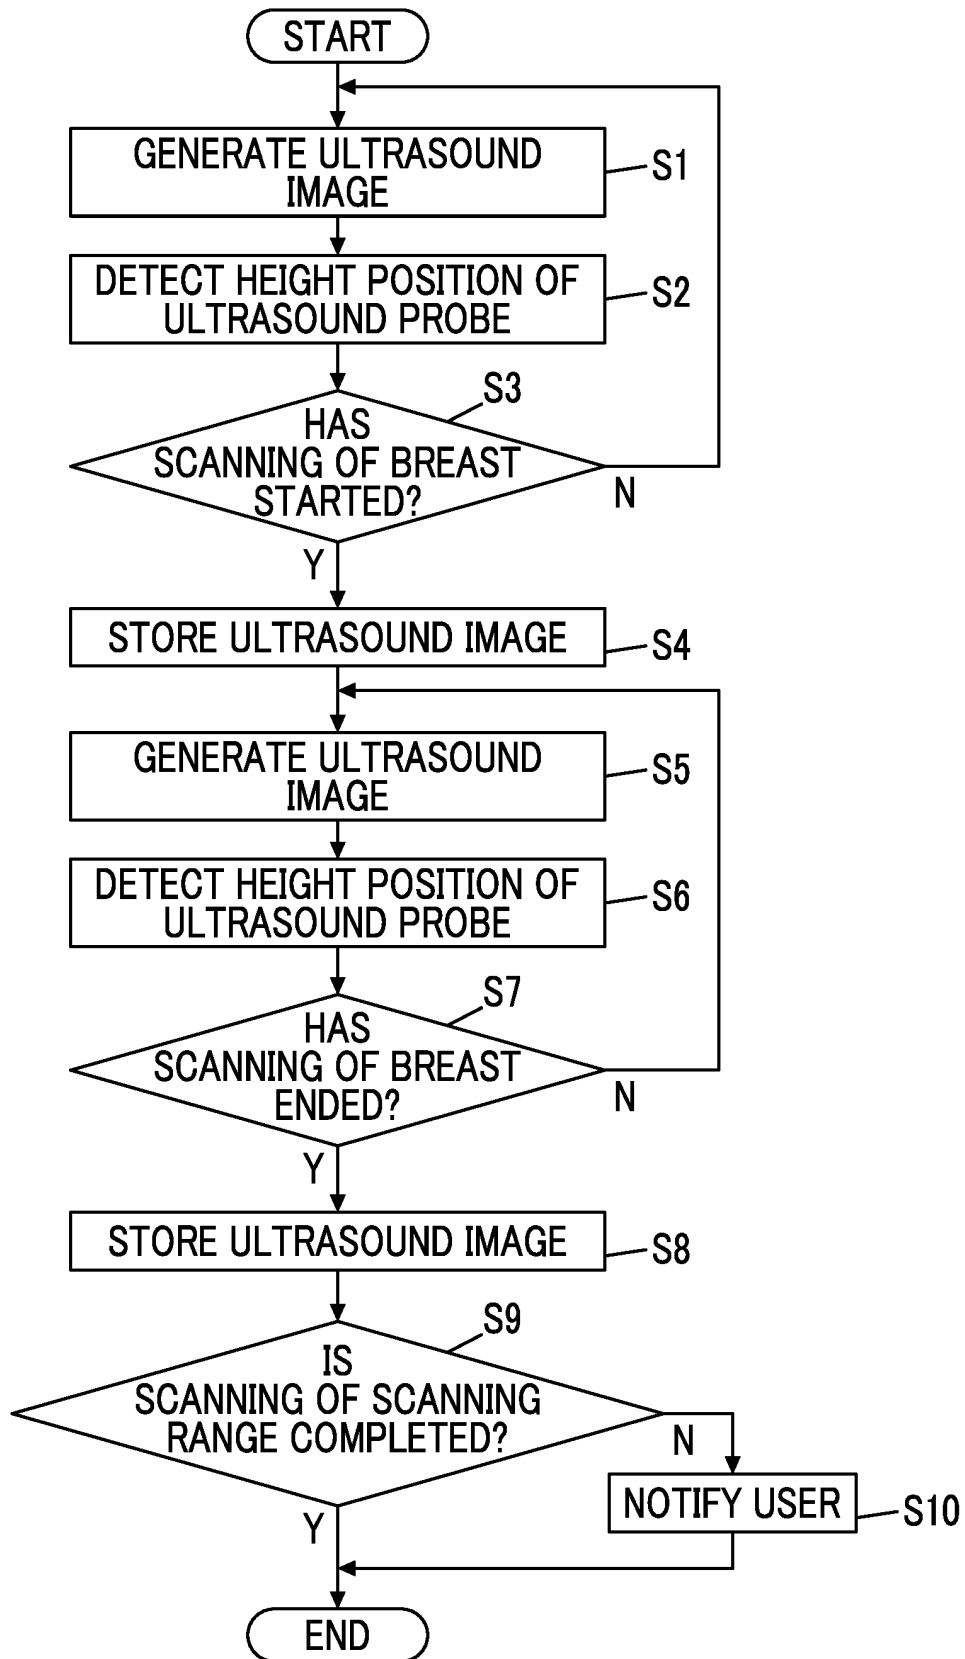 START
GENERATE ULTRASOUND
IMAGE
S1
DETECT HEIGHT POSITION OF
ULTRASOUND PROBE
S2
S3
HAS
SCANNING OF BREAST
STARTED?
N
Y
STORE ULTRASOUND IMAGE
S4
GENERATE ULTRASOUND
IMAGE
S5
DETECT HEIGHT POSITION OF
ULTRASOUND PROBE
S6
S7
HAS
SCANNING OF BREAST
ENDED?
N
Y
STORE ULTRASOUND IMAGE
S8
S9
IS
SCANNING OF SCANNING
RANGE COMPLETED?
N
NOTIFY USER
S10
Y
END